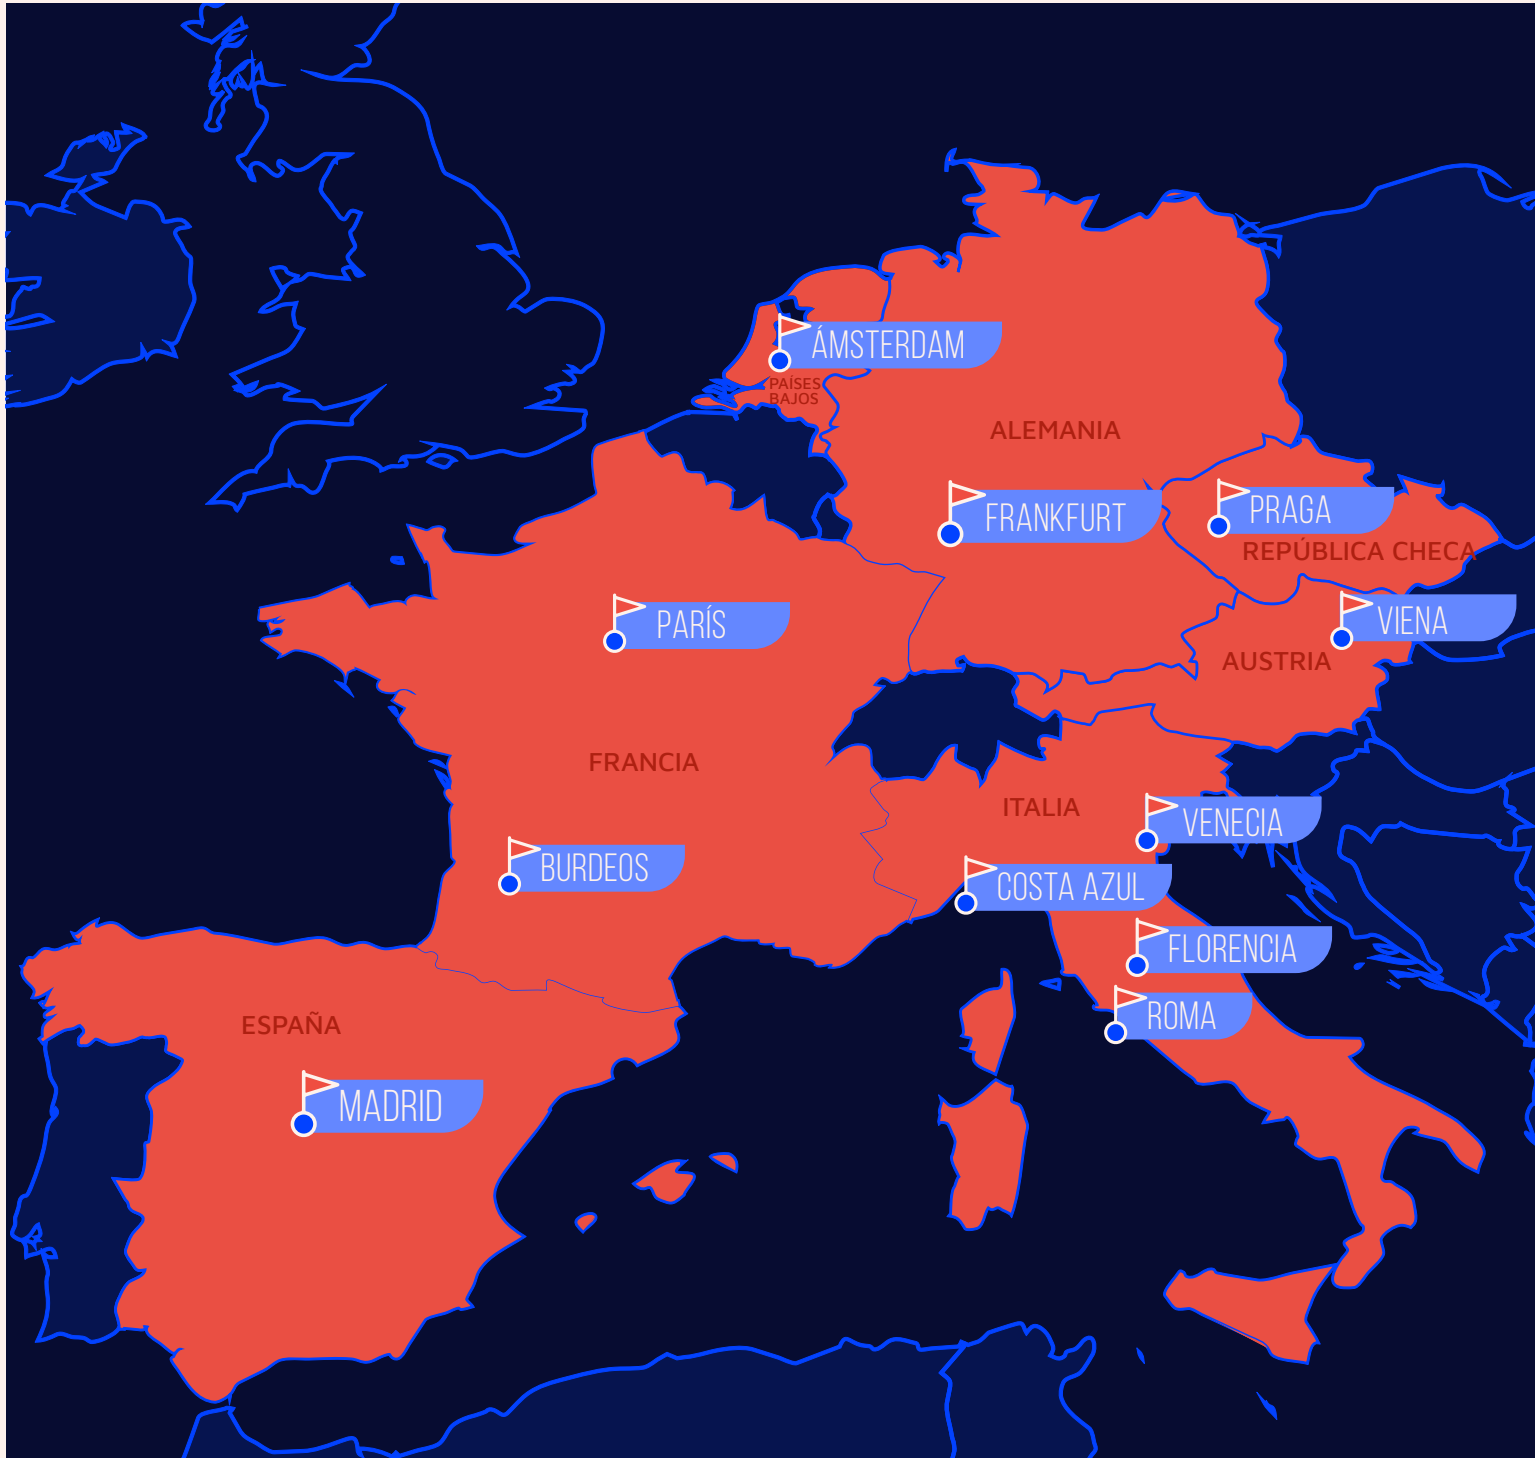 ÁMSTERDAM
PAÍSES
BAJOS
ALEMANIA
FRANKFURT
PRAGA
REPÚBLICA CHECA
PARÍS
VIENA
AUSTRIA
FRANCIA
ITALIA
VENECIA
BURDEOS
COSTA AZUL
FLORENCIA
ROMA
ESPAÑA
MADRID